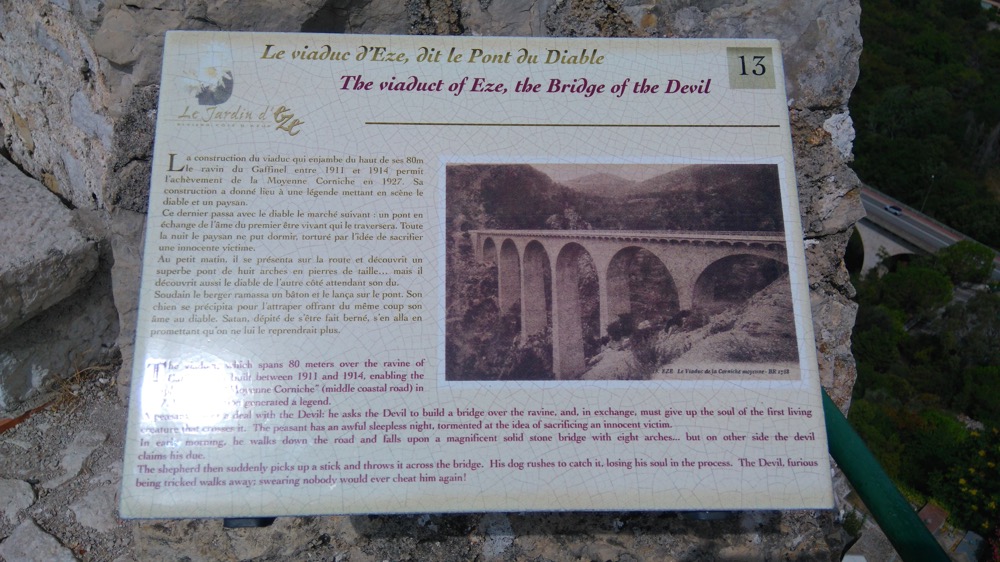 Le viaduc d'Eze, dit le Pont du Diable
The viaduct of Eze, the Bridge of the Devil
13
Le Jardin d'eze
La construction du viaduc qui enjambe du haut de ses 80m
le ravin du Gaffinel entre 1911 et 1914 permit
l'achèvement de la Moyenne Corniche en 1927. Sa
construction a donné lieu à une légende mettant en scène le
diable et un paysan.
Ce dernier passa avec le diable le marché suivant : un pont en
échange de l'âme du premier être vivant qui le traversera. Toute
la nuit le paysan ne put dormir, torturé par l'idée de sacrifier
une innocente victime.
Au petit matin, il se présenta sur la route et découvrit un
superbe pont de huit arches en pierres de taille... mais il
découvrit aussi le diable de l'autre côté attendant son du.
Soudain le berger ramassa un bâton et le lança sur le pont. Son
chien se précipita pour l'attraper offrant du même coup son
âme au diable. Satan, dépité de s'être fait berné, s'en alla en
promettant qu'on ne lui le reprendrait plus.
EZE Le Viaduc de la Corniche moyenne
The which spans 80 meters over the ravine of
between 1911 and 1914, enabling the
Moyenne Corniche" (middle coastal road) in
generated a legend.
A peasant deal with the Devil: he asks the Devil to build a bridge over the ravine, and, in exchange, must give up the soul of the first living
creature that crosses it. The peasant has an awful sleepless night, tormented at the idea of sacrificing an innocent victim.
In early morning, he walks down the road and falls upon a magnificent solid stone bridge with eight arches... but on other side the devil
claims his due.
The shepherd then suddenly picks up a stick and throws it across the bridge. His dog rushes to catch it, losing his soul in the process. The Devil, furious
being tricked walks away; swearing nobody would ever cheat him again!